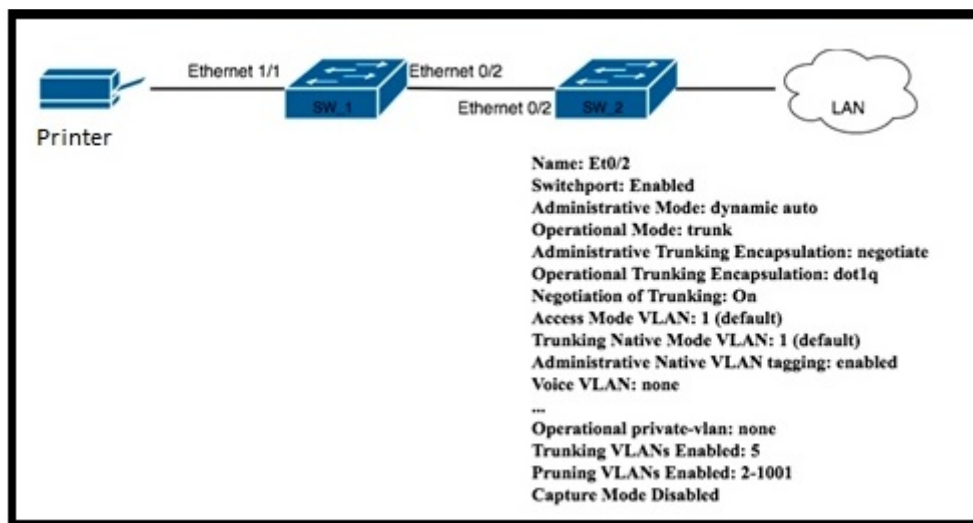 Ethernet 1/1
Ethernet 0/2
SW_1
Ethernet 0/2
SW_2
LAN
Printer
Name: Et0/2
Switchport: Enabled
Administrative Mode: dynamic auto
Operational Mode: trunk
Administrative Trunking Encapsulation: negotiate
Operational Trunking Encapsulation: dot1q
Negotiation of Trunking: On
Access Mode VLAN: 1 (default)
Trunking Native Mode VLAN: 1 (default)
Administrative Native VLAN tagging: enabled
Voice VLAN: none
...
Operational private-vlan: none
Trunking VLANs Enabled: 5
Pruning VLANs Enabled: 2-1001
Capture Mode Disabled